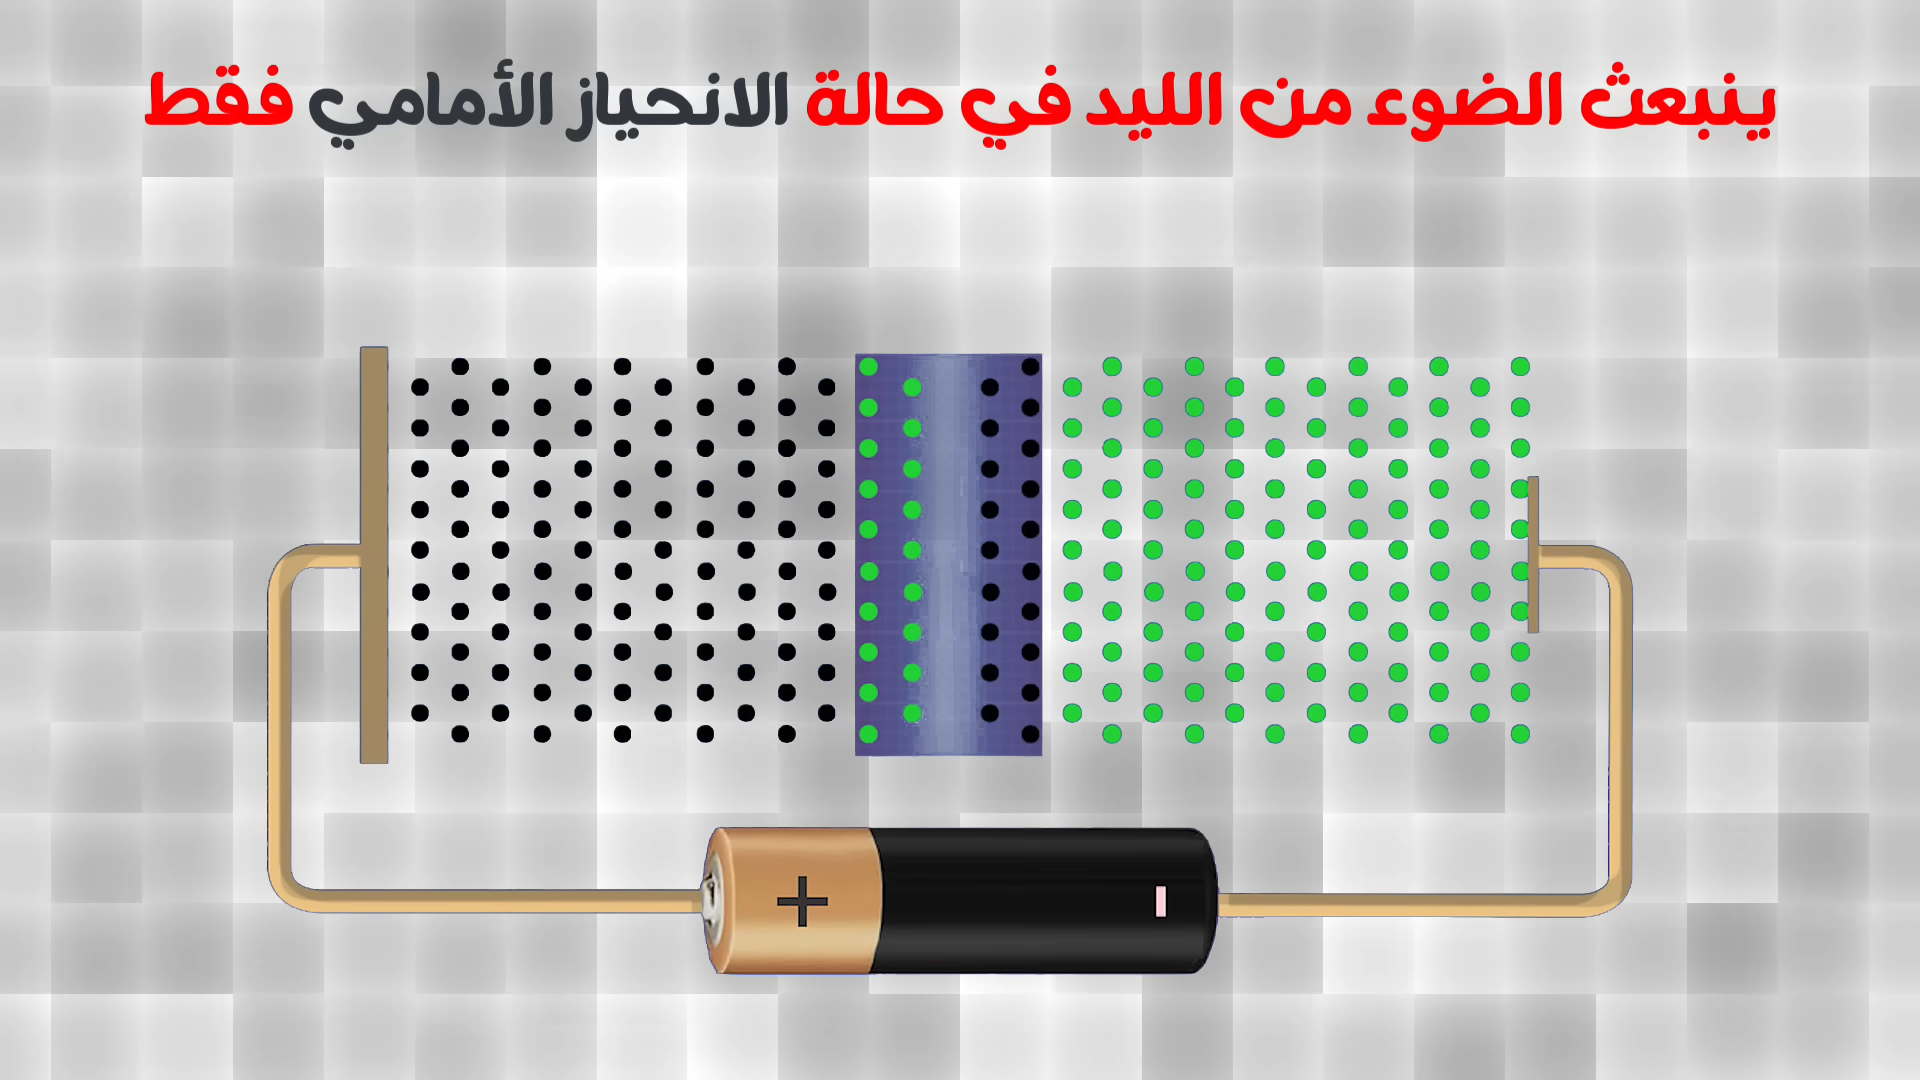 ينبعث الضوء من الليد في حالة الانحياز الأمامي فقط
+
-